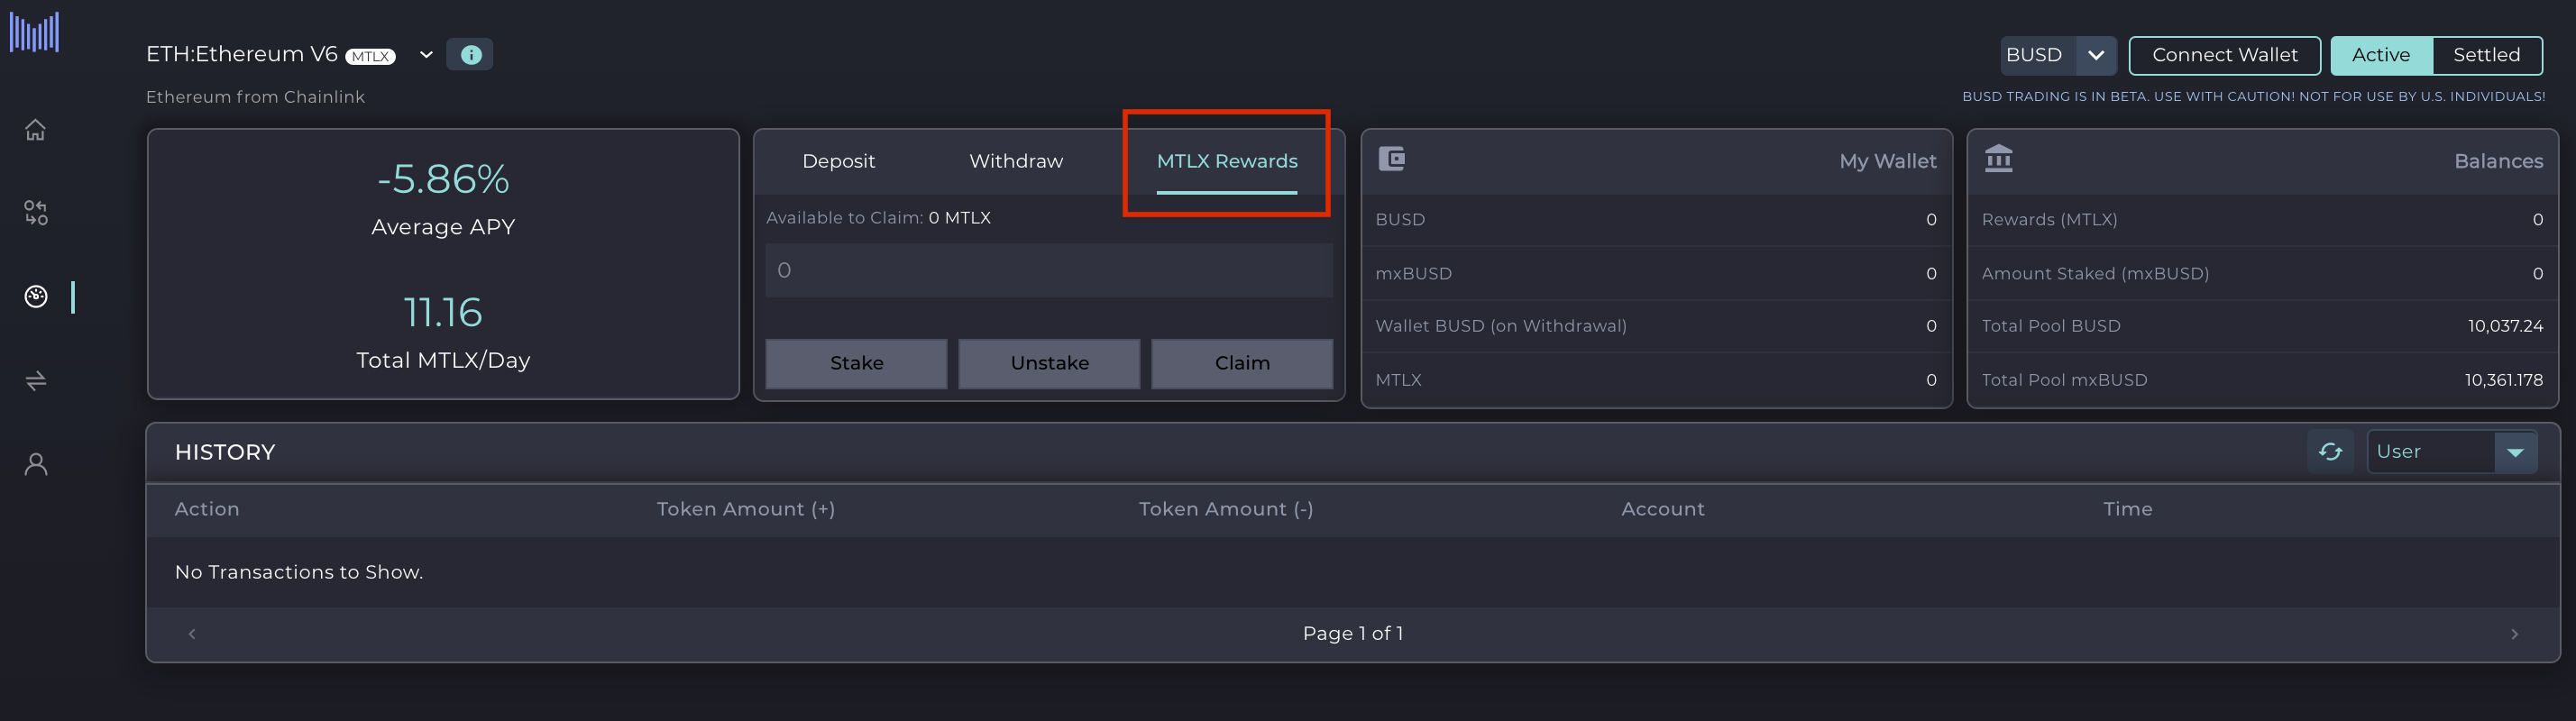 ETH:Ethereum V6 MTLX
Ethereum from Chainlink
BUSD
Connect Wallet
Active
Settled
BUSD TRADING IS IN BETA. USE WITH CAUTION! NOT FOR USE BY U.S. INDIVIDUALS!
-5.86%
Average APY
11.16
Total MTLX/Day
Deposit
Withdraw
MTLX Rewards
Available to Claim: 0 MTLX
0
Stake
Unstake
Claim
My Wallet
BUSD 0
mxBUSD 0
Wallet BUSD (on Withdrawal) 0
MTLX 0
Balances
Rewards (MTLX) 0
Amount Staked (mxBUSD) 0
Total Pool BUSD 10,037.24
Total Pool mxBUSD 10,361.178
HISTORY
User
Action Token Amount (+) Token Amount (-) Account Time
No Transactions to Show.
Page 1 of 1